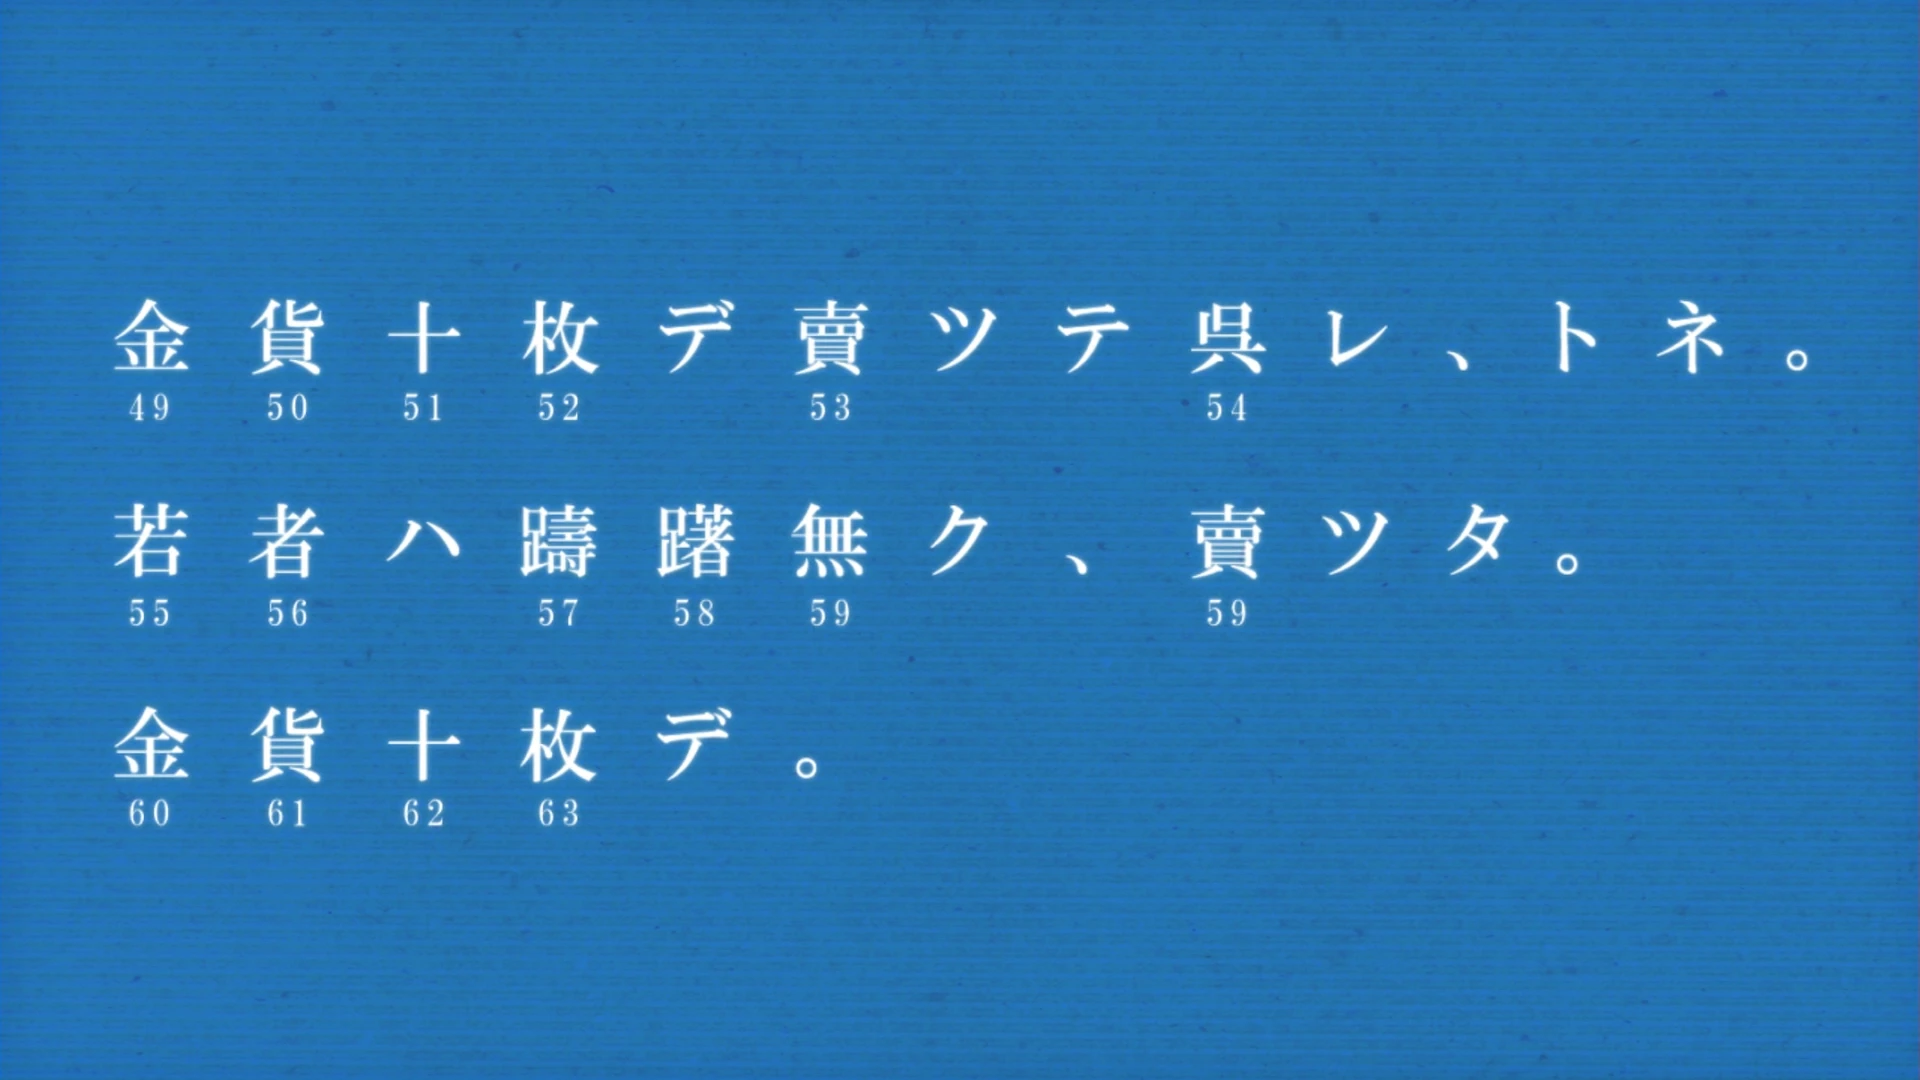 金貨十枚デ賣ツテ呉レ、トネ。
49 50 51 52 53 54
若者ハ躊躇無ク、賣ツタ。
55 56 57 58 59 59
金貨十枚デ。
60 61 62 63